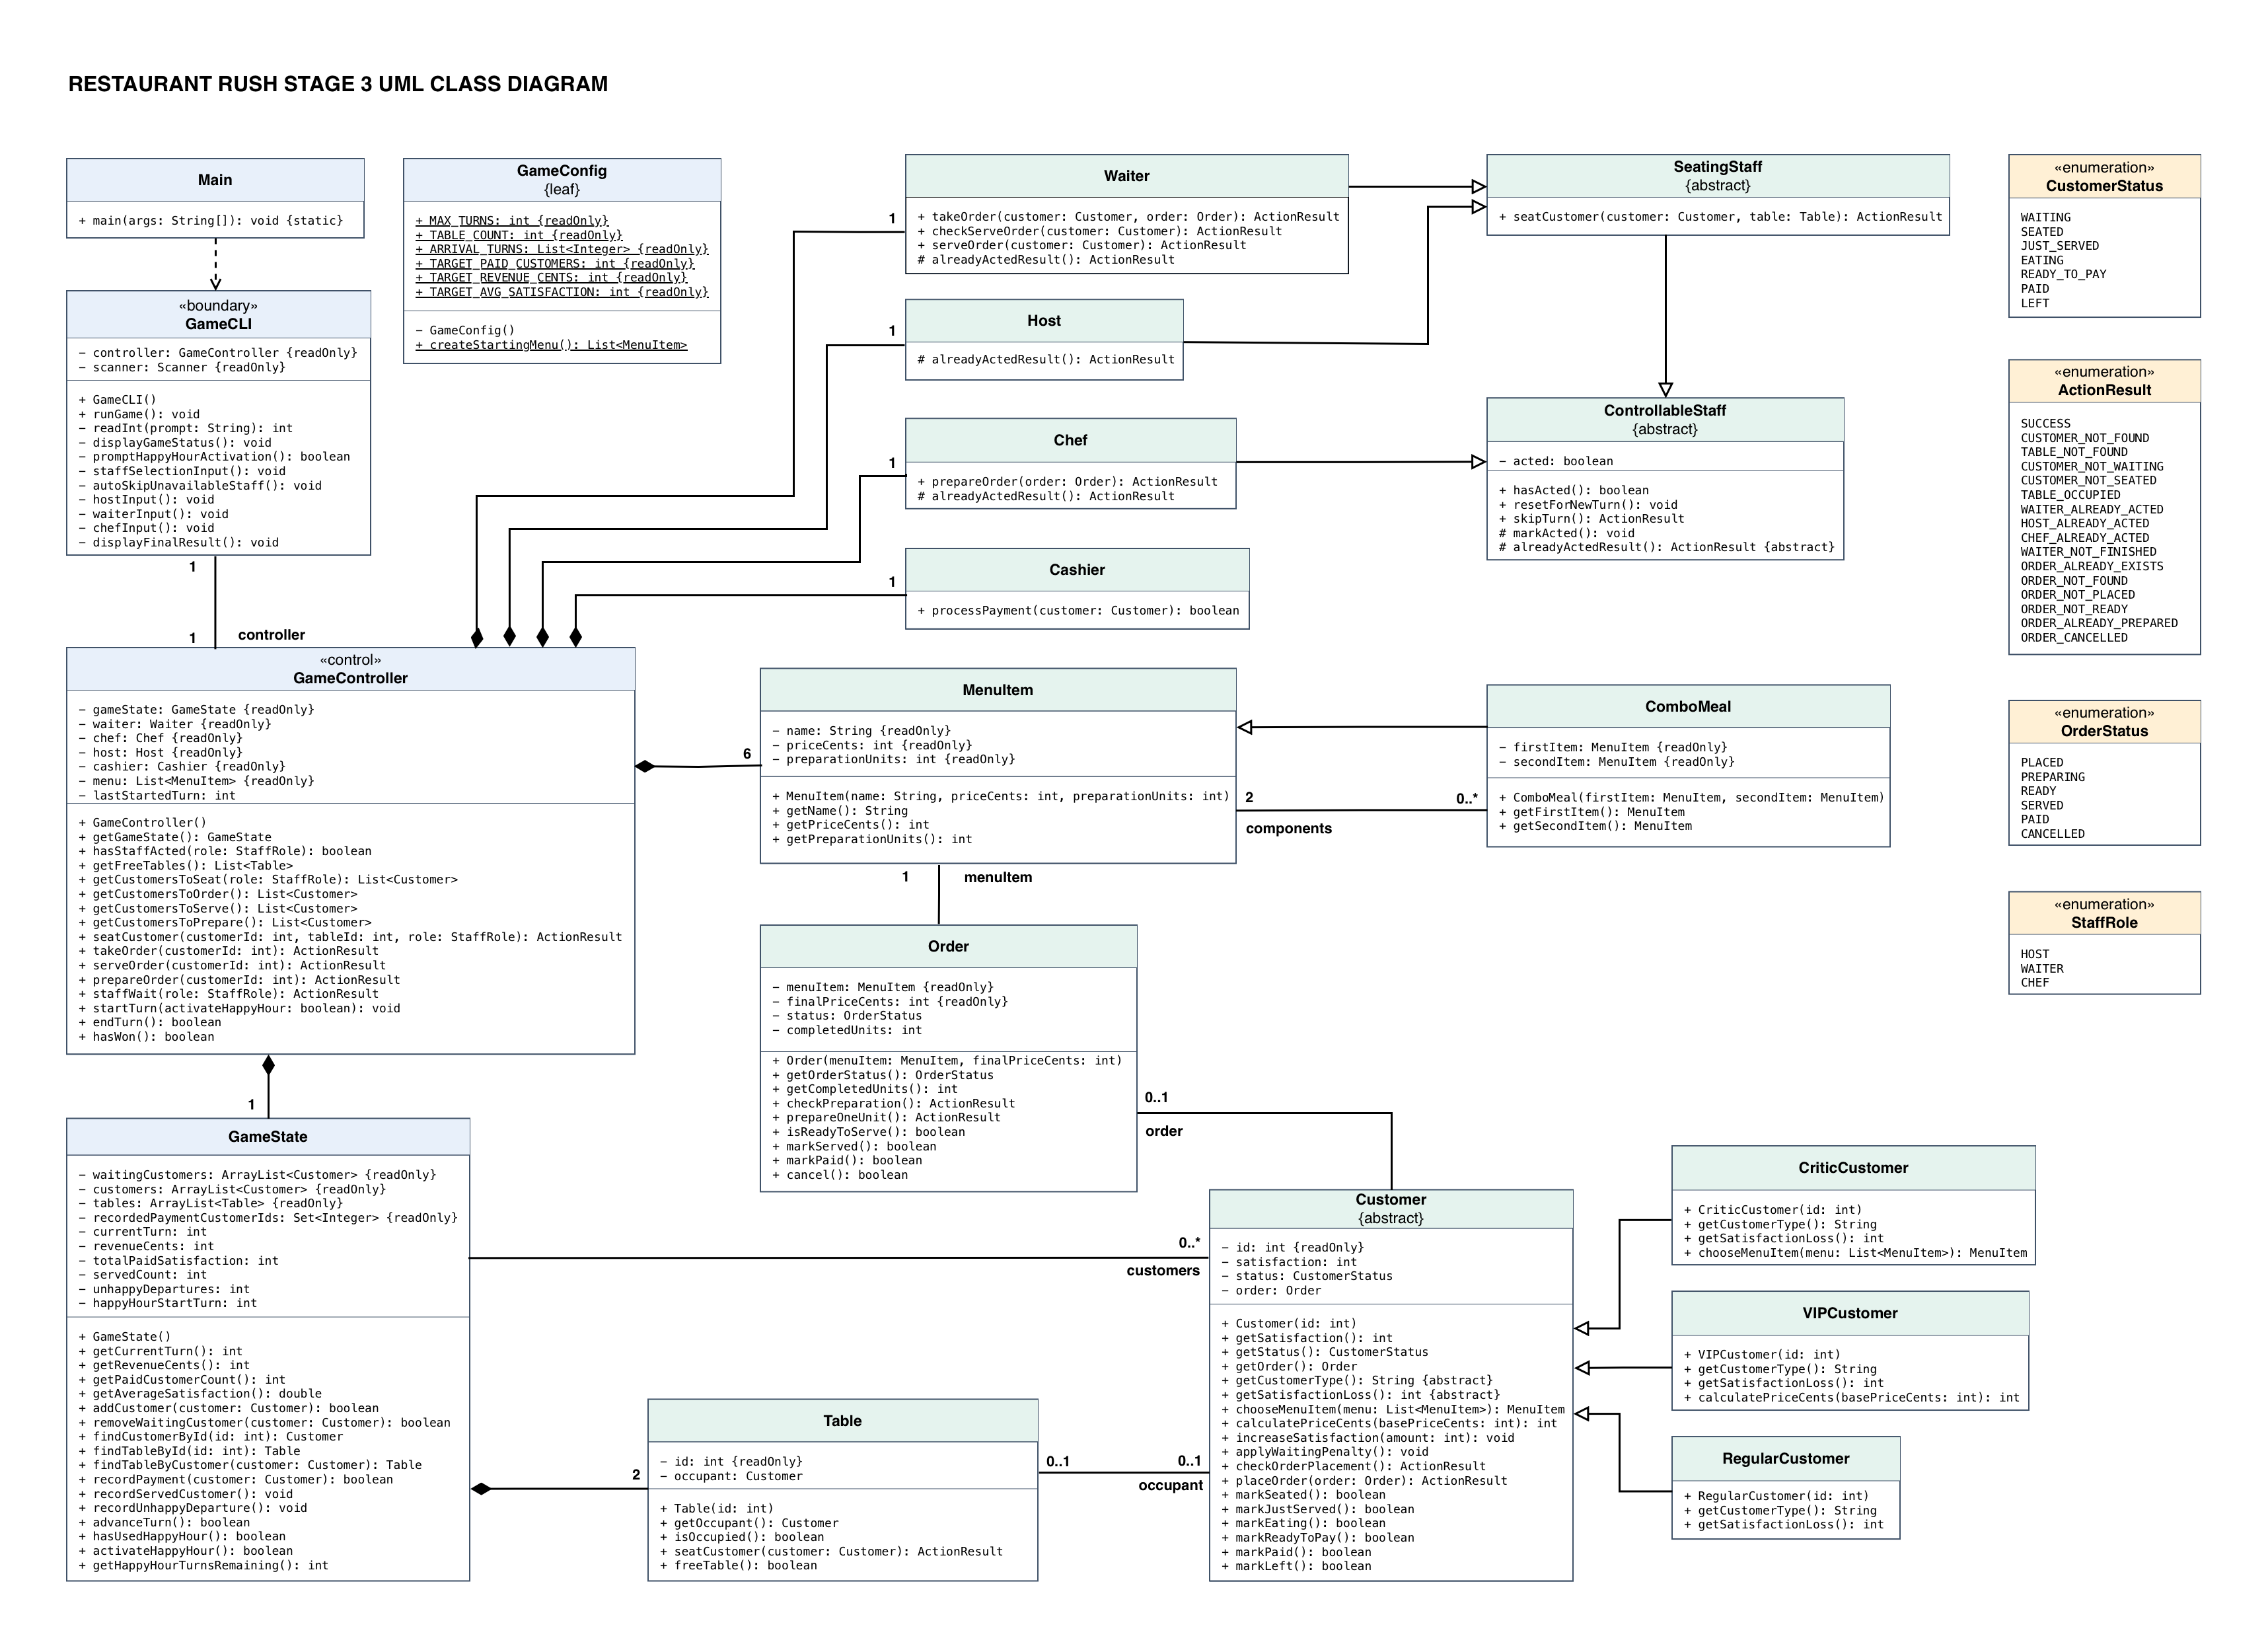 RESTAURANT RUSH STAGE 3 UML CLASS DIAGRAM
Main
+ main(args: String[]): void {static}
«boundary»
GameCLI
− controller: GameController {readOnly}
− scanner: Scanner {readOnly}
+ GameCLI()
+ runGame(): void
− readInt(prompt: String): int
− displayGameStatus(): void
− promptHappyHourActivation(): boolean
− staffSelectionInput(): void
− autoSkipUnavailableStaff(): void
− hostInput(): void
− waiterInput(): void
− chefInput(): void
− displayFinalResult(): void
1
1
controller
GameConfig
{leaf}
+ MAX_TURNS: int {readOnly}
+ TABLE_COUNT: int {readOnly}
+ ARRIVAL_TURNS: List<Integer> {readOnly}
+ TARGET_PAID_CUSTOMERS: int {readOnly}
+ TARGET_REVENUE_CENTS: int {readOnly}
+ TARGET_AVG_SATISFACTION: int {readOnly}
− GameConfig()
+ createStartingMenu(): List<MenuItem>
Waiter
+ takeOrder(customer: Customer, order: Order): ActionResult
+ checkServeOrder(customer: Customer): ActionResult
+ serveOrder(customer: Customer): ActionResult
# alreadyActedResult(): ActionResult
1
Host
# alreadyActedResult(): ActionResult
1
Chef
+ prepareOrder(order: Order): ActionResult
# alreadyActedResult(): ActionResult
1
Cashier
+ processPayment(customer: Customer): boolean
1
SeatingStaff
{abstract}
+ seatCustomer(customer: Customer, table: Table): ActionResult
ControllableStaff
{abstract}
− acted: boolean
+ hasActed(): boolean
+ resetForNewTurn(): void
+ skipTurn(): ActionResult
# markActed(): void
# alreadyActedResult(): ActionResult {abstract}
«enumeration»
CustomerStatus
WAITING
SEATED
JUST_SERVED
EATING
READY_TO_PAY
PAID
LEFT
«enumeration»
ActionResult
SUCCESS
CUSTOMER_NOT_FOUND
TABLE_NOT_FOUND
CUSTOMER_NOT_WAITING
CUSTOMER_NOT_SEATED
TABLE_OCCUPIED
WAITER_ALREADY_ACTED
HOST_ALREADY_ACTED
CHEF_ALREADY_ACTED
WAITER_NOT_FINISHED
ORDER_ALREADY_EXISTS
ORDER_NOT_FOUND
ORDER_NOT_PLACED
ORDER_NOT_READY
ORDER_ALREADY_PREPARED
ORDER_CANCELLED
«enumeration»
OrderStatus
PLACED
PREPARING
READY
SERVED
PAID
CANCELLED
«enumeration»
StaffRole
HOST
WAITER
CHEF
«control»
GameController
− gameState: GameState {readOnly}
− waiter: Waiter {readOnly}
− chef: Chef {readOnly}
− host: Host {readOnly}
− cashier: Cashier {readOnly}
− menu: List<MenuItem> {readOnly}
− lastStartedTurn: int
+ GameController()
+ getGameState(): GameState
+ hasStaffActed(role: StaffRole): boolean
+ getFreeTables(): List<Table>
+ getCustomersToSeat(role: StaffRole): List<Customer>
+ getCustomersToOrder(): List<Customer>
+ getCustomersToServe(): List<Customer>
+ getCustomersToPrepare(): List<Customer>
+ seatCustomer(customerId: int, tableId: int, role: StaffRole): ActionResult
+ takeOrder(customerId: int): ActionResult
+ serveOrder(customerId: int): ActionResult
+ prepareOrder(customerId: int): ActionResult
+ staffWait(role: StaffRole): ActionResult
+ startTurn(activateHappyHour: boolean): void
+ endTurn(): boolean
+ hasWon(): boolean
6
1
MenuItem
− name: String {readOnly}
− priceCents: int {readOnly}
− preparationUnits: int {readOnly}
+ MenuItem(name: String, priceCents: int, preparationUnits: int)
+ getName(): String
+ getPriceCents(): int
+ getPreparationUnits(): int
2
0..*
components
ComboMeal
− firstItem: MenuItem {readOnly}
− secondItem: MenuItem {readOnly}
+ ComboMeal(firstItem: MenuItem, secondItem: MenuItem)
+ getFirstItem(): MenuItem
+ getSecondItem(): MenuItem
1
menuItem
Order
− menuItem: MenuItem {readOnly}
− finalPriceCents: int {readOnly}
− status: OrderStatus
− completedUnits: int
+ Order(menuItem: MenuItem, finalPriceCents: int)
+ getOrderStatus(): OrderStatus
+ getCompletedUnits(): int
+ checkPreparation(): ActionResult
+ prepareOneUnit(): ActionResult
+ isReadyToServe(): boolean
+ markServed(): boolean
+ markPaid(): boolean
+ cancel(): boolean
0..1
order
GameState
− waitingCustomers: ArrayList<Customer> {readOnly}
− customers: ArrayList<Customer> {readOnly}
− tables: ArrayList<Table> {readOnly}
− recordedPaymentCustomerIds: Set<Integer> {readOnly}
− currentTurn: int
− revenueCents: int
− totalPaidSatisfaction: int
− servedCount: int
− unhappyDepartures: int
− happyHourStartTurn: int
+ GameState()
+ getCurrentTurn(): int
+ getRevenueCents(): int
+ getPaidCustomerCount(): int
+ getAverageSatisfaction(): double
+ addCustomer(customer: Customer): boolean
+ removeWaitingCustomer(customer: Customer): boolean
+ findCustomerById(id: int): Customer
+ findTableById(id: int): Table
+ findTableByCustomer(customer: Customer): Table
+ recordPayment(customer: Customer): boolean
+ recordServedCustomer(): void
+ recordUnhappyDeparture(): void
+ advanceTurn(): boolean
+ hasUsedHappyHour(): boolean
+ activateHappyHour(): boolean
+ getHappyHourTurnsRemaining(): int
0..*
customers
2
Table
− id: int {readOnly}
− occupant: Customer
+ Table(id: int)
+ getOccupant(): Customer
+ isOccupied(): boolean
+ seatCustomer(customer: Customer): ActionResult
+ freeTable(): boolean
0..1
0..1
occupant
Customer
{abstract}
− id: int {readOnly}
− satisfaction: int
− status: CustomerStatus
− order: Order
+ Customer(id: int)
+ getSatisfaction(): int
+ getStatus(): CustomerStatus
+ getOrder(): Order
+ getCustomerType(): String {abstract}
+ getSatisfactionLoss(): int {abstract}
+ chooseMenuItem(menu: List<MenuItem>): MenuItem
+ calculatePriceCents(basePriceCents: int): int
+ increaseSatisfaction(amount: int): void
+ applyWaitingPenalty(): void
+ checkOrderPlacement(): ActionResult
+ placeOrder(order: Order): ActionResult
+ markSeated(): boolean
+ markJustServed(): boolean
+ markEating(): boolean
+ markReadyToPay(): boolean
+ markPaid(): boolean
+ markLeft(): boolean
CriticCustomer
+ CriticCustomer(id: int)
+ getCustomerType(): String
+ getSatisfactionLoss(): int
+ chooseMenuItem(menu: List<MenuItem>): MenuItem
VIPCustomer
+ VIPCustomer(id: int)
+ getCustomerType(): String
+ getSatisfactionLoss(): int
+ calculatePriceCents(basePriceCents: int): int
RegularCustomer
+ RegularCustomer(id: int)
+ getCustomerType(): String
+ getSatisfactionLoss(): int